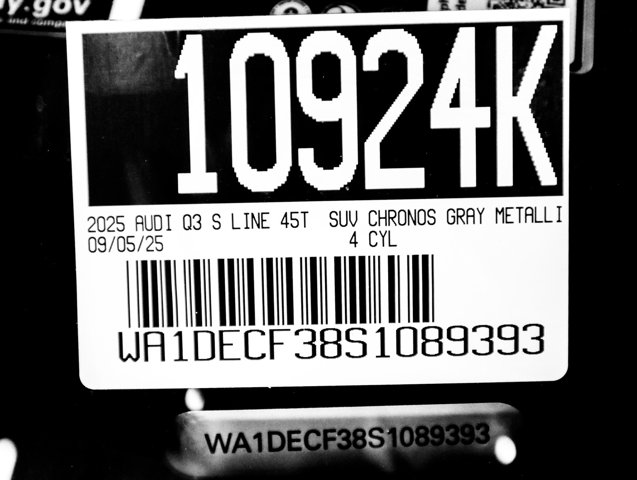 y.gov
10924K
2025 AUDI Q3 S LINE 45T SUV CHRONOS GRAY METALLI
09/05/25 4 CYL
WA1DECF38S1089393
WA1DECF38S1089393